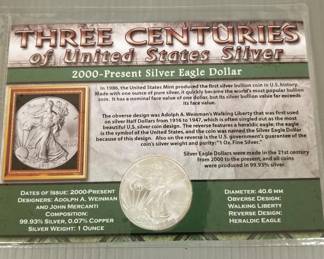 THREE CENTURIES
of United States Silver
2000-Present Silver Eagle Dollar
In 1986, the United States Mint produced the first silver bullion coin in U.S. history.
Made with one ounce of pure silver, it quickly became the world's most popular bullion
coin. It has a nominal face value of one dollar, but its silver bullion value far exceeds
its face value.
The obverse design was Adolph A. Weinman's Walking Liberty that was first used
on silver Half Dollars from 1916 to 1947, which is often singled out as the most
beautiful U.S. silver coin design. The reverse features a heraldic eagle, the eagle
is the symbol of the United States, and the coin was named the Silver Eagle Dollar
because of this design. Also on the reverse is the U.S. government's guarantee of the
coin's silver weight and purity: "1 Oz. Fine Silver."
Silver Eagle Dollars were made in the 21st century
from 2000 to the present, and all coins
were produced in 99.93% silver.
Dates of Issue: 2000-Present
Designers: Adolph A. Weinman
and John Mercanti
Composition:
99.93% Silver, 0.07% Copper
Silver Weight: 1 Ounce
Diameter: 40.6 mm
Obverse Design:
Walking Liberty
Reverse Design:
Heraldic Eagle